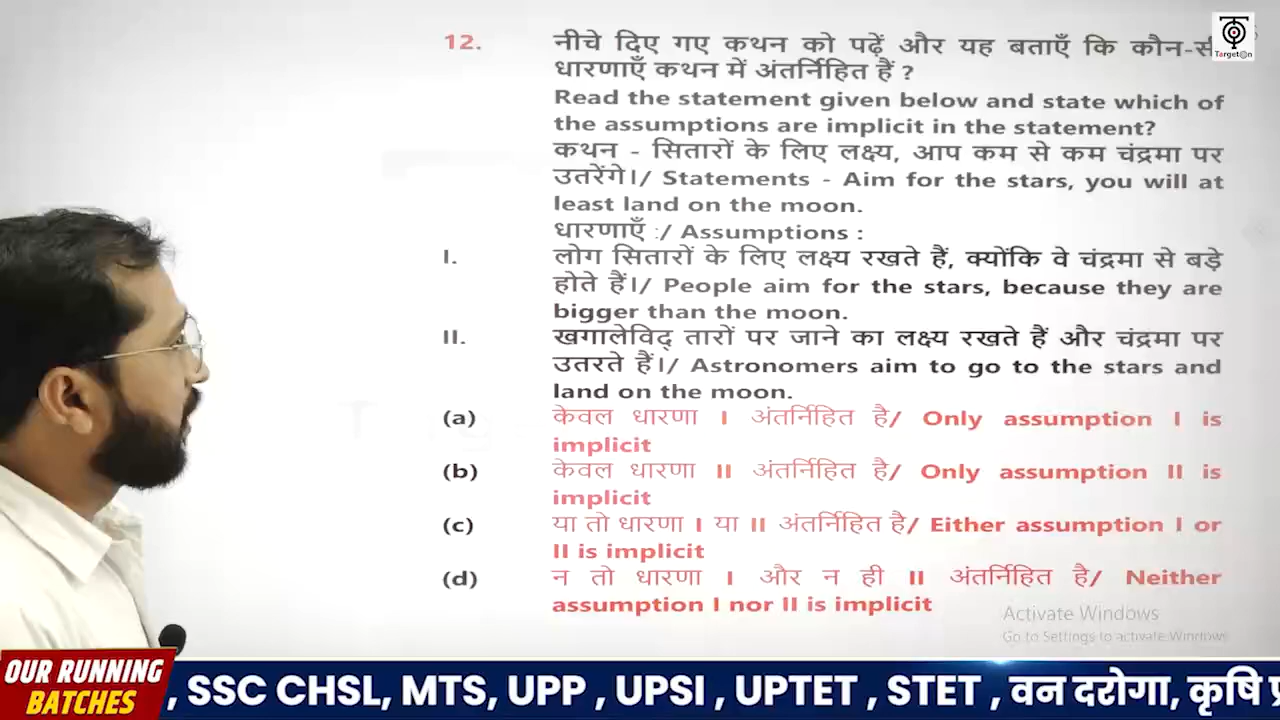 Target@n
12. नीचे दिए गए कथन को पढ़ें और यह बताएँ कि कौन-सी
धारणाएँ कथन में अंतर्निहित हैं ?
Read the statement given below and state which of
the assumptions are implicit in the statement?
कथन - सितारों के लिए लक्ष्य, आप कम से कम चंद्रमा पर
उतरेंगे।/ Statements - Aim for the stars, you will at
least land on the moon.
धारणाएँ :/ Assumptions :
I. लोग सितारों के लिए लक्ष्य रखते हैं, क्योंकि वे चंद्रमा से बड़े
होते हैं।/ People aim for the stars, because they are
bigger than the moon.
II. खगालेविद् तारों पर जाने का लक्ष्य रखते हैं और चंद्रमा पर
उतरते हैं।/ Astronomers aim to go to the stars and
land on the moon.
(a) केवल धारणा I अंतर्निहित है/ Only assumption I is
implicit
(b) केवल धारणा II अंतर्निहित है/ Only assumption II is
implicit
(c) या तो धारणा I या II अंतर्निहित है/ Either assumption I or
II is implicit
(d) न तो धारणा I और न ही II अंतर्निहित है/ Neither
assumption I nor II is implicit
Activate Windows
Go to Settings to activate Windows
OUR RUNNING
BATCHES
, SSC CHSL, MTS, UPP , UPSI , UPTET , STET , वन दरोगा, कृषि